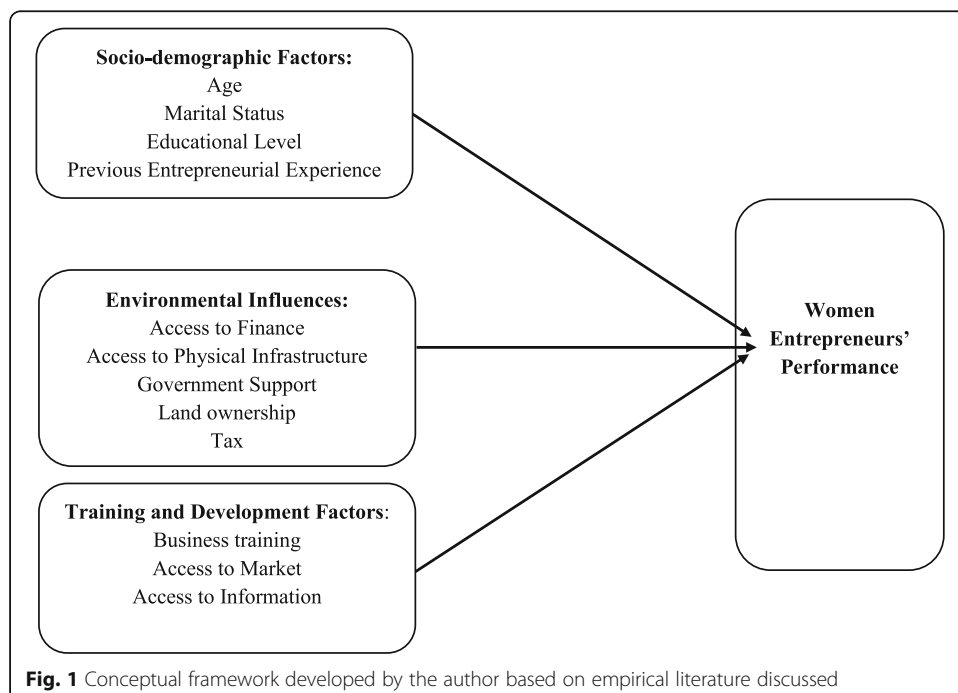 Socio-demographic Factors:
Age
Marital Status
Educational Level
Previous Entrepreneurial Experience
Environmental Influences:
Access to Finance
Access to Physical Infrastructure
Government Support
Land ownership
Tax
Training and Development Factors:
Business training
Access to Market
Access to Information
Women
Entrepreneurs’
Performance
Fig. 1 Conceptual framework developed by the author based on empirical literature discussed